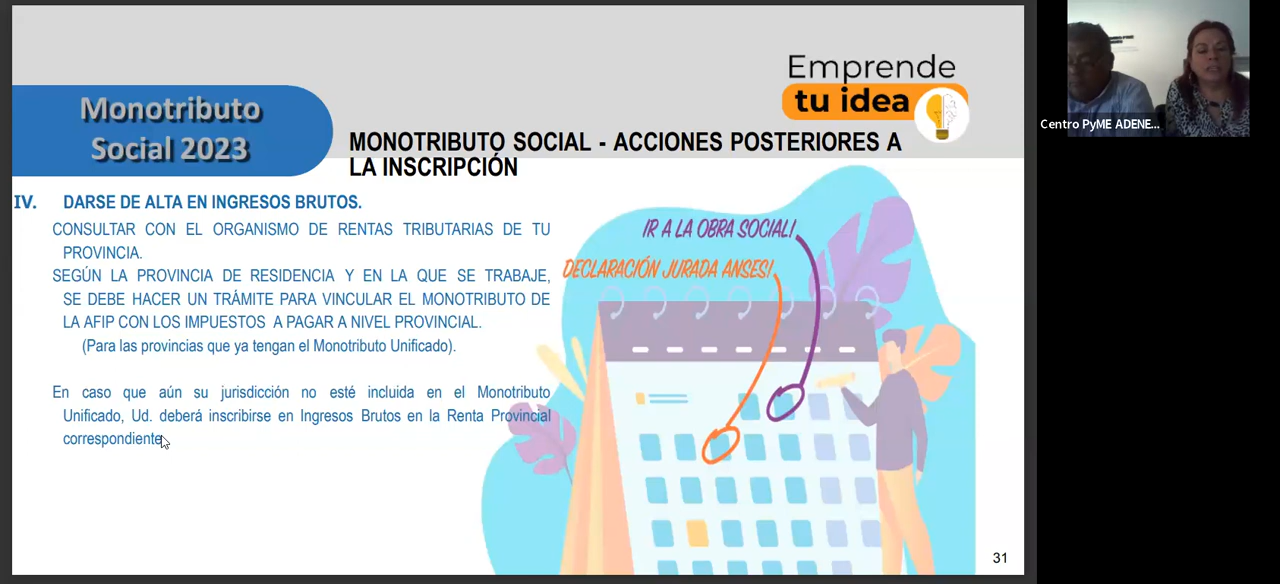 Emprende
tu idea
Monotributo
Social 2023
MONOTRIBUTO SOCIAL - ACCIONES POSTERIORES A
LA INSCRIPCIÓN
IV. DARSE DE ALTA EN INGRESOS BRUTOS.
CONSULTAR CON EL ORGANISMO DE RENTAS TRIBUTARIAS DE TU
PROVINCIA.
SEGÚN LA PROVINCIA DE RESIDENCIA Y EN LA QUE SE TRABAJE,
SE DEBE HACER UN TRÁMITE PARA VINCULAR EL MONOTRIBUTO DE
LA AFIP CON LOS IMPUESTOS A PAGAR A NIVEL PROVINCIAL.
(Para las provincias que ya tengan el Monotributo Unificado).
En caso que aún su jurisdicción no esté incluida en el Monotributo
Unificado, Ud. deberá inscribirse en Ingresos Brutos en la Renta Provincial
correspondiente
IR A LA OBRA SOCIAL!
DECLARACIÓN JURADA ANSES!
31
Centro PyME ADENE...